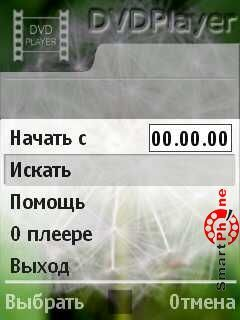 DVD
PLAYER
DVDPlayer
Начать с 00.00.00
Искать
Помощь
О плеере
Выход
SmartPhone
Выбрать Отмена